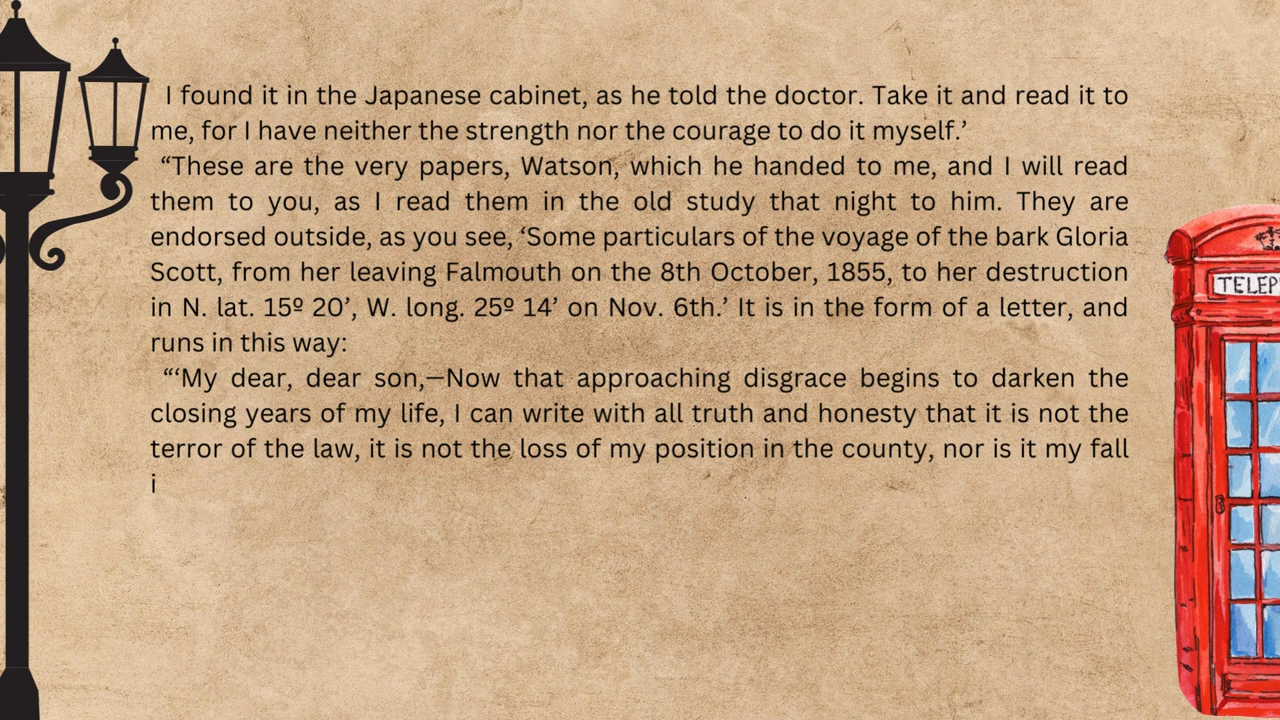 I found it in the Japanese cabinet, as he told the doctor. Take it and read it to
me, for I have neither the strength nor the courage to do it myself.’
“These are the very papers, Watson, which he handed to me, and I will read
them to you, as I read them in the old study that night to him. They are
endorsed outside, as you see, ‘Some particulars of the voyage of the bark Gloria
Scott, from her leaving Falmouth on the 8th October, 1855, to her destruction
in N. lat. 15º 20’, W. long. 25º 14’ on Nov. 6th.’ It is in the form of a letter, and
runs in this way:
“‘My dear, dear son,—Now that approaching disgrace begins to darken the
closing years of my life, I can write with all truth and honesty that it is not the
terror of the law, it is not the loss of my position in the county, nor is it my fall
i
TELEP